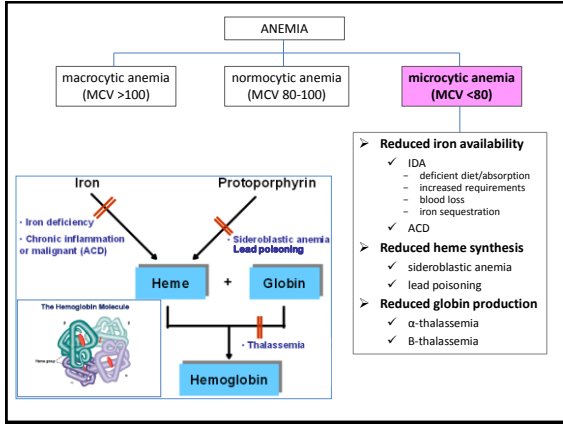 ANEMIA
macrocytic anemia
(MCV >100)
normocytic anemia
(MCV 80-100)
microcytic anemia
(MCV <80)
➢ Reduced iron availability
✓ IDA
− deficient diet/absorption
− increased requirements
− blood loss
− iron sequestration
✓ ACD
➢ Reduced heme synthesis
✓ sideroblastic anemia
✓ lead poisoning
➢ Reduced globin production
✓ α-thalassemia
✓ B-thalassemia
Iron
Protoporphyrin
· Iron deficiency
· Chronic inflammation
or malignant (ACD)
· Sideroblastic anemia
Lead poisoning
Heme
+
Globin
· Thalassemia
Hemoglobin
The Hemoglobin Molecule